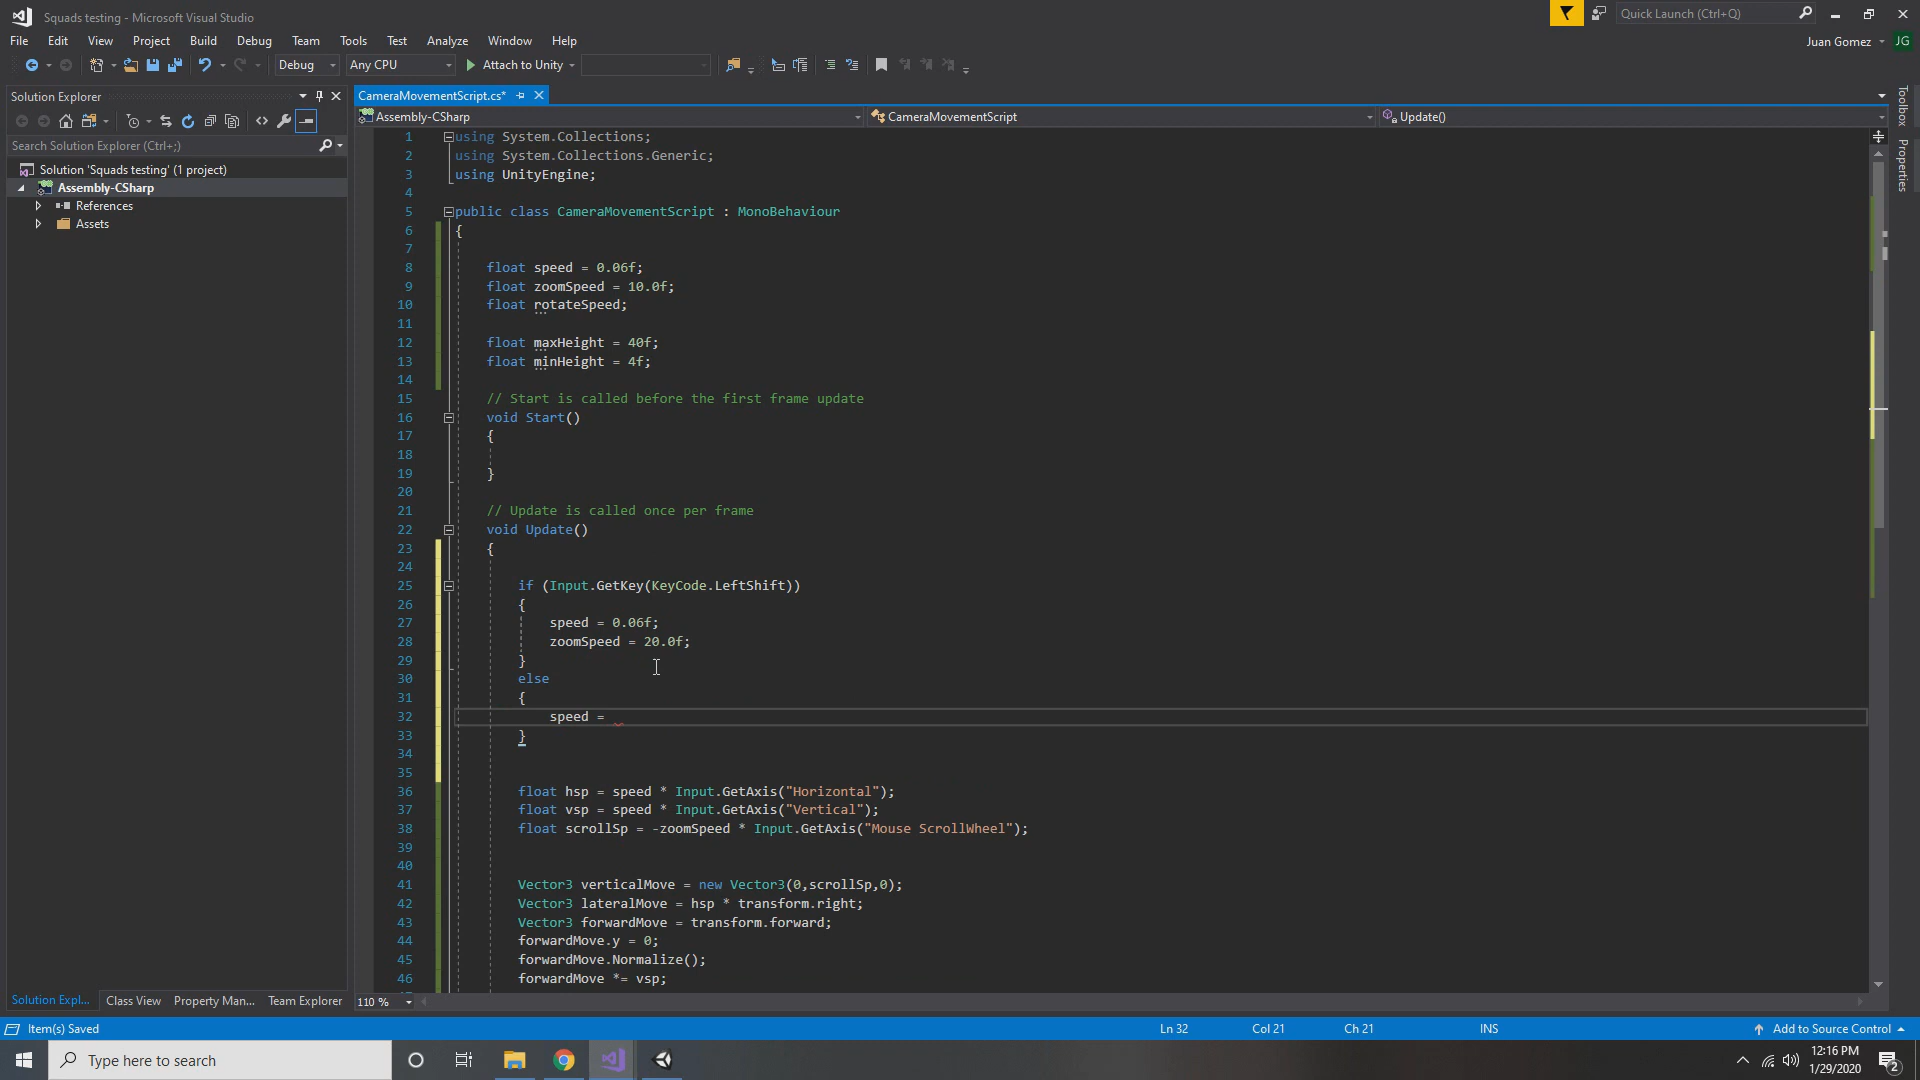 Squads testing - Microsoft Visual Studio
Quick Launch (Ctrl+Q)
File Edit View Project Build Debug Team Tools Test Analyze Window Help
Juan Gomez JG
Debug Any CPU Attach to Unity
Solution Explorer
Search Solution Explorer (Ctrl+;)
Solution 'Squads testing' (1 project)
Assembly-CSharp
References
Assets
Solution Expl... Class View Property Man... Team Explorer
CameraMovementScript.cs*
Assembly-CSharp CameraMovementScript Update()
1 using System.Collections;
2 using System.Collections.Generic;
3 using UnityEngine;
4
5 public class CameraMovementScript : MonoBehaviour
6 {
7
8 float speed = 0.06f;
9 float zoomSpeed = 10.0f;
10 float rotateSpeed;
11
12 float maxHeight = 40f;
13 float minHeight = 4f;
14
15 // Start is called before the first frame update
16 void Start()
17 {
18
19 }
20
21 // Update is called once per frame
22 void Update()
23 {
24
25 if (Input.GetKey(KeyCode.LeftShift))
26 {
27 speed = 0.06f;
28 zoomSpeed = 20.0f;
29 }
30 else
31 {
32 speed =
33 }
34
35
36 float hsp = speed * Input.GetAxis("Horizontal");
37 float vsp = speed * Input.GetAxis("Vertical");
38 float scrollSp = -zoomSpeed * Input.GetAxis("Mouse ScrollWheel");
39
40
41 Vector3 verticalMove = new Vector3(0,scrollSp,0);
42 Vector3 lateralMove = hsp * transform.right;
43 Vector3 forwardMove = transform.forward;
44 forwardMove.y = 0;
45 forwardMove.Normalize();
46 forwardMove *= vsp;
110 %
Toolbox
Properties
Item(s) Saved Ln 32 Col 21 Ch 21 INS Add to Source Control
Type here to search
12:16 PM
1/29/2020
2